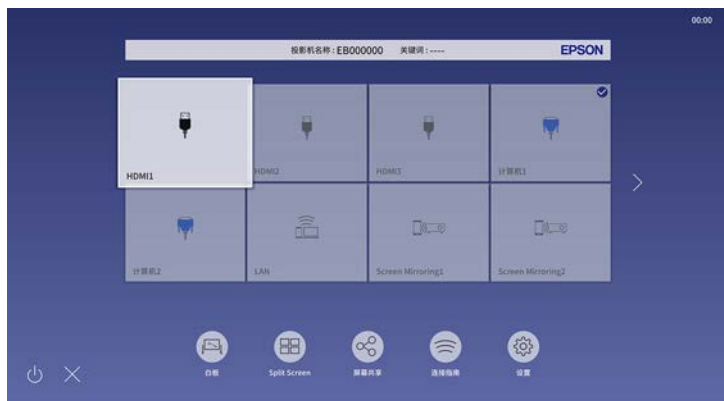 00:00
投影机名称 : EB000000 关键词 : ---- EPSON
HDMI1
HDMI2
HDMI3
计算机1
计算机2
LAN
Screen Mirroring1
Screen Mirroring2
白板
Split Screen
屏幕共享
连接指南
设置